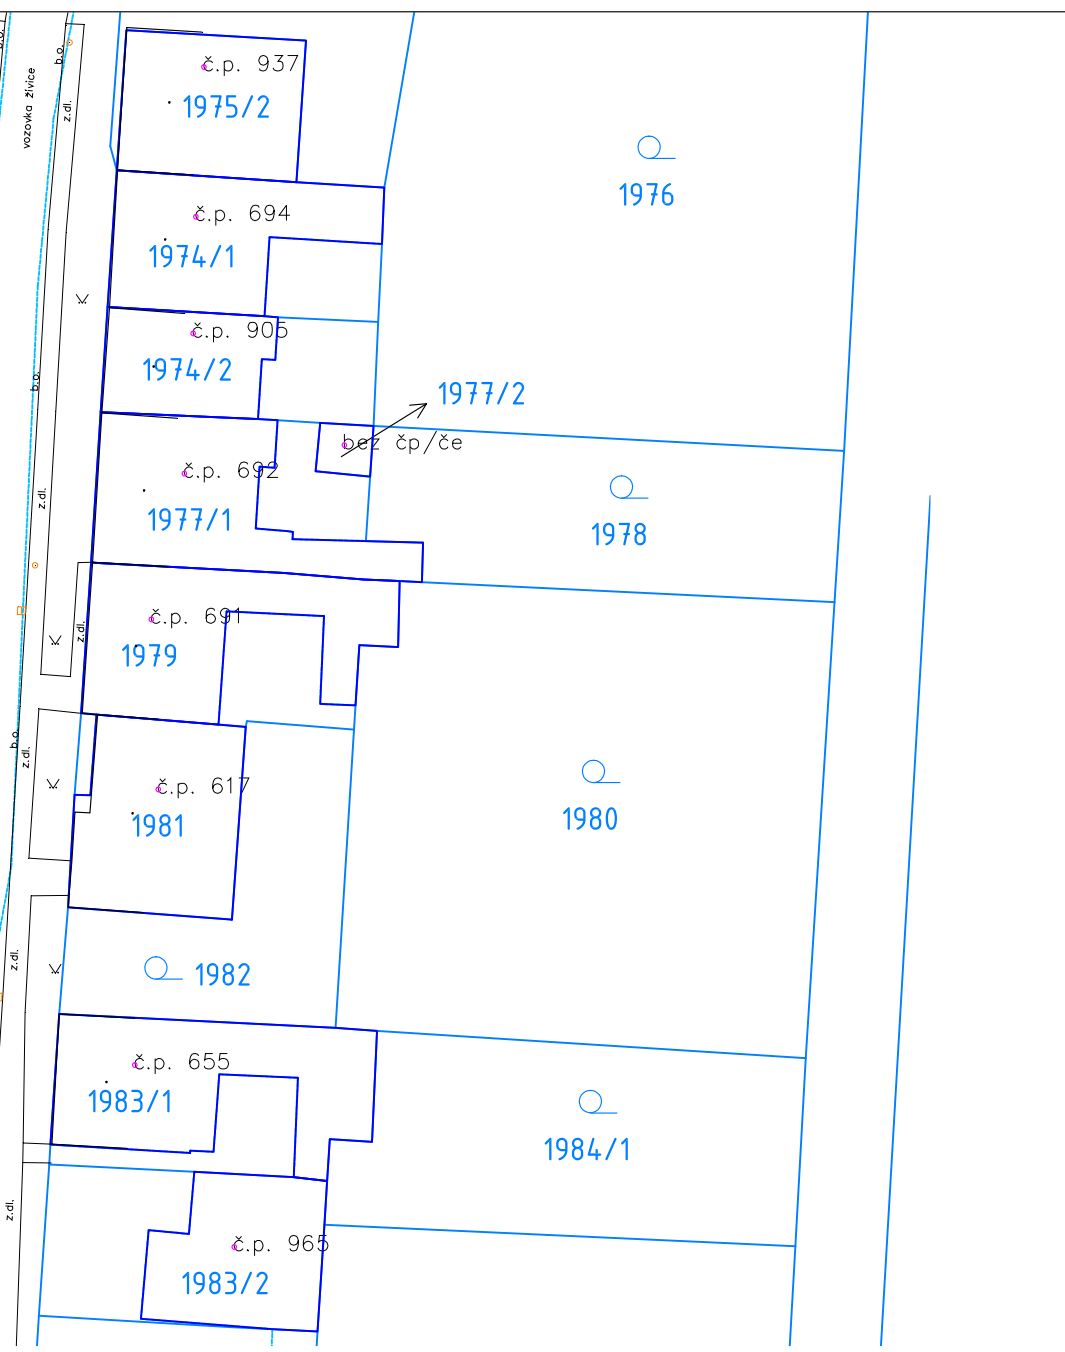 b.o.
b.o.
z.dl.
vozovka živice
č.p. 937
1975/2
1976
č.p. 694
1974/1
č.p. 905
1974/2
b.o.
1977/2
bez čp/če
č.p. 692
z.dl.
1977/1
1978
č.p. 691
z.dl.
1979
b.o.
z.dl.
č.p. 617
1981
1980
z.dl.
1982
č.p. 655
1983/1
1984/1
z.dl.
č.p. 965
1983/2